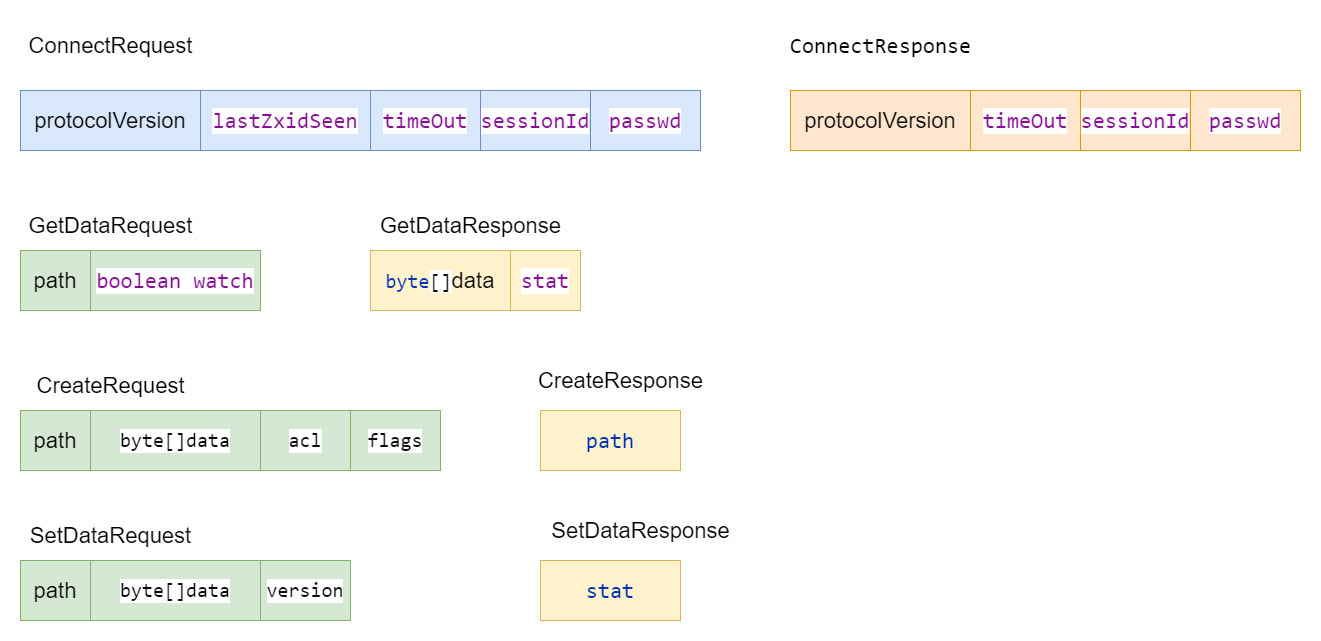 ConnectRequest
ConnectResponse
protocolVersion lastZxidSeen timeOut sessionId passwd
protocolVersion timeOut sessionId passwd
GetDataRequest
GetDataResponse
path boolean watch
byte[]data stat
CreateRequest
CreateResponse
path byte[]data acl flags
path
SetDataRequest
SetDataResponse
path byte[]data version
stat